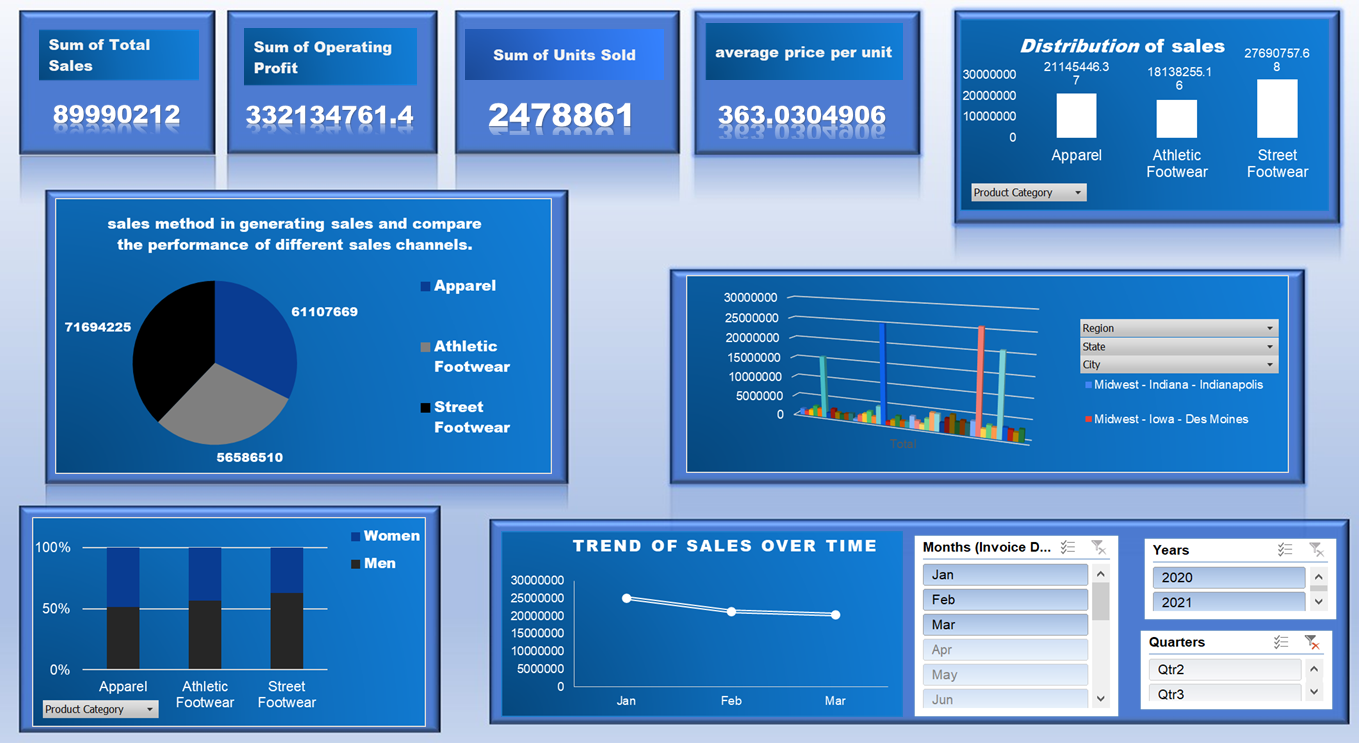 Sum of Total
Sales
89990212
Sum of Operating
Profit
332134761.4
Sum of Units Sold
2478861
average price per unit
363.0304906
Distribution of sales
30000000
20000000
10000000
0
21145446.3
7
18138255.1
6
27690757.6
8
Apparel
Athletic
Footwear
Street
Footwear
Product Category
sales method in generating sales and compare
the performance of different sales channels.
61107669
71694225
56586510
Apparel
Athletic
Footwear
Street
Footwear
30000000
25000000
20000000
15000000
10000000
5000000
0
Total
Region
State
City
Midwest - Indiana - Indianapolis
Midwest - Iowa - Des Moines
Women
Men
100%
50%
0%
Apparel
Athletic
Footwear
Street
Footwear
Product Category
TREND OF SALES OVER TIME
30000000
25000000
20000000
15000000
10000000
5000000
0
Jan
Feb
Mar
Months (Invoice D...
Jan
Feb
Mar
Apr
May
Jun
Years
2020
2021
Quarters
Qtr2
Qtr3